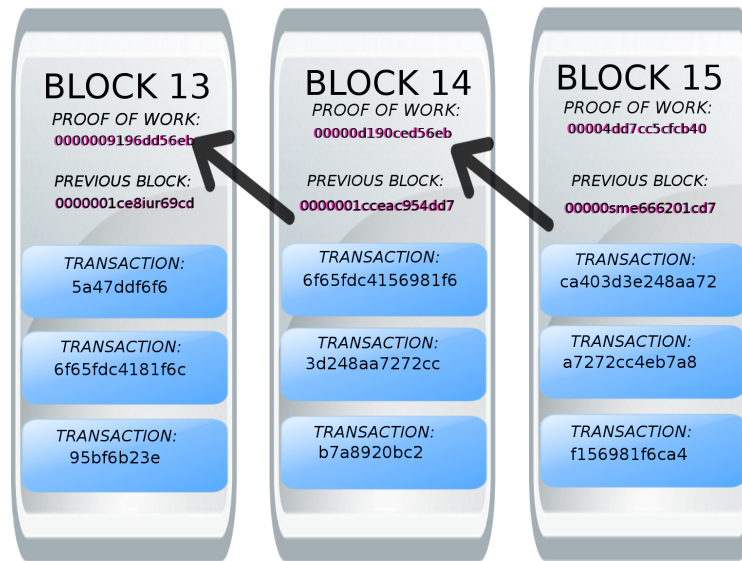 BLOCK 13
PROOF OF WORK:
0000009196dd56eb
PREVIOUS BLOCK:
0000001ce8iur69cd
TRANSACTION:
5a47ddf6f6
TRANSACTION:
6f65fdc4181f6c
TRANSACTION:
95bf6b23e
BLOCK 14
PROOF OF WORK:
00000d190ced56eb
PREVIOUS BLOCK:
0000001cceac954dd7
TRANSACTION:
6f65fdc4156981f6
TRANSACTION:
3d248aa7272cc
TRANSACTION:
b7a8920bc2
BLOCK 15
PROOF OF WORK:
00004dd7cc5cfcb40
PREVIOUS BLOCK:
00000sme666201cd7
TRANSACTION:
ca403d3e248aa72
TRANSACTION:
a7272cc4eb7a8
TRANSACTION:
f156981f6ca4